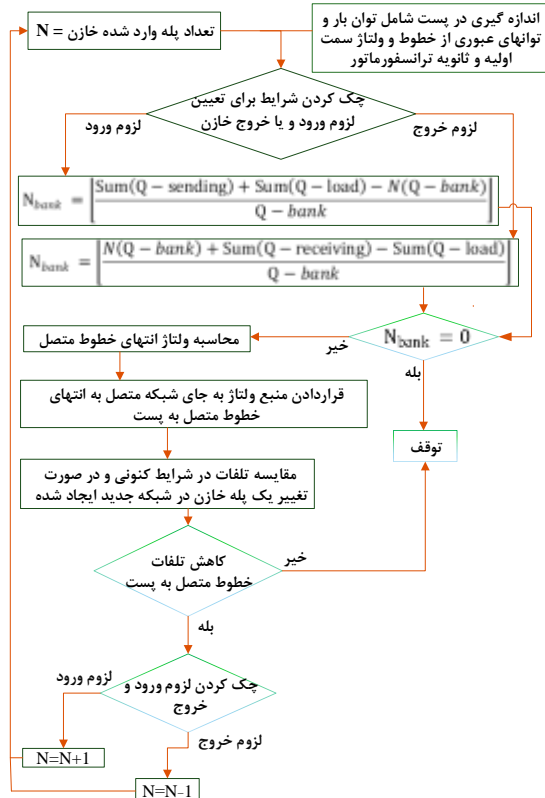 اندازه گیری در پست شامل توان بار و
توانهای عبوری از خطوط و ولتاژ سمت
اولیه و ثانویه ترانسفورماتور
تعداد پله وارد شده خازن = N
چک کردن شرایط برای تعیین
لزوم ورود و یا خروج خازن
لزوم ورود
لزوم خروج
N_bank = ⌊(Sum(Q − sending) + Sum(Q − load) − N(Q − bank)) / (Q − bank)⌋
N_bank = ⌊(N(Q − bank) + Sum(Q − receiving) − Sum(Q − load)) / (Q − bank)⌋
N_bank = 0
خیر
بله
محاسبه ولتاژ انتهای خطوط متصل
قراردادن منبع ولتاژ به جای شبکه متصل به انتهای
خطوط متصل به پست
توقف
مقایسه تلفات در شرایط کنونی و در صورت
تغییر یک پله خازن در شبکه جدید ایجاد شده
کاهش تلفات
خطوط متصل به پست
خیر
بله
چک کردن لزوم ورود و
خروج
لزوم ورود
لزوم خروج
N=N+1
N=N-1